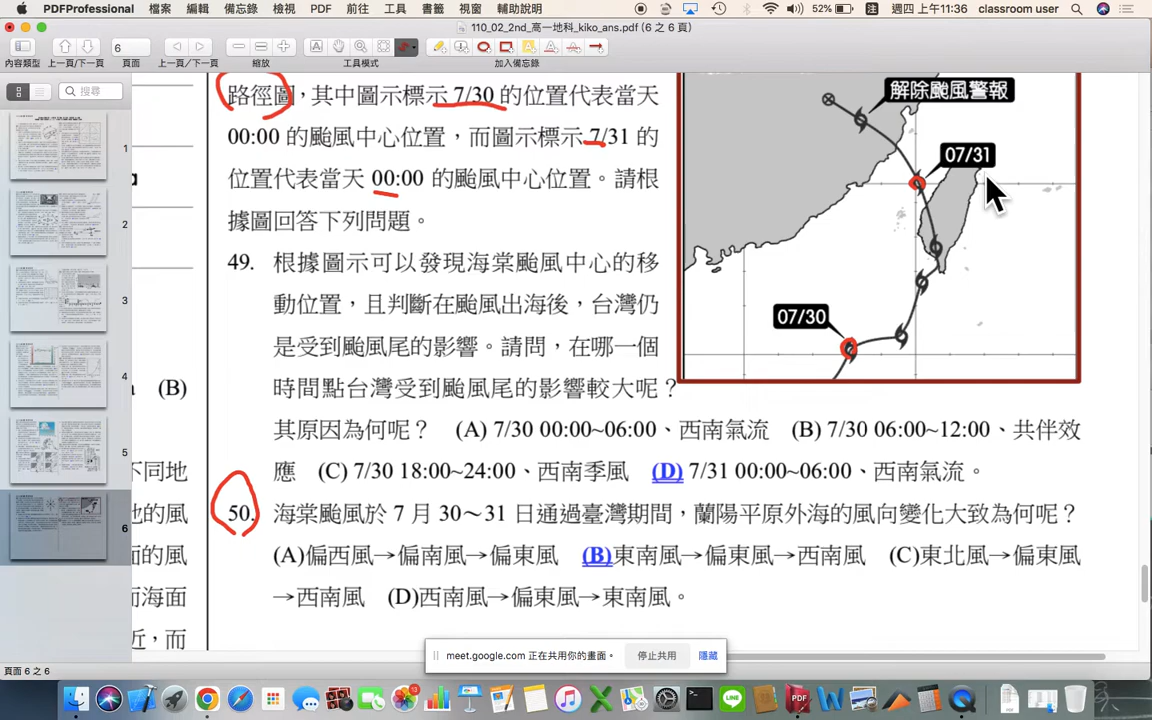 PDFProfessional 檔案 編輯 備忘錄 檢視 PDF 前往 工具 書籤 視窗 輔助說明 52% 注 週四 上午11:36 classroom user
110_02_2nd_高一地科_kiko_ans.pdf (6 之 6 頁)
6
內容類型 上一頁/下一頁 頁面 上一頁/下一頁 縮放 工具模式 加入備忘錄
搜尋
路徑圖，其中圖示標示 7/30 的位置代表當天
00:00 的颱風中心位置，而圖示標示 7/31 的
位置代表當天 00:00 的颱風中心位置。請根
據圖回答下列問題。
解除颱風警報
07/31
07/30
49. 根據圖示可以發現海棠颱風中心的移
動位置，且判斷在颱風出海後，台灣仍
是受到颱風尾的影響。請問，在哪一個
時間點台灣受到颱風尾的影響較大呢？
其原因為何呢？ (A) 7/30 00:00~06:00、西南氣流 (B) 7/30 06:00~12:00、共伴效
應 (C) 7/30 18:00~24:00、西南季風 (D) 7/31 00:00~06:00、西南氣流。
50. 海棠颱風於 7 月 30～31 日通過臺灣期間，蘭陽平原外海的風向變化大致為何呢？
(A)偏西風→偏南風→偏東風 (B)東南風→偏東風→西南風 (C)東北風→偏東風
→西南風 (D)西南風→偏東風→東南風。
(B)
不同地
也的風
面的風
而海面
近，而
1
2
3
4
5
6
meet.google.com 正在共用你的畫面。 停止共用 隱藏
頁面 6 之 6